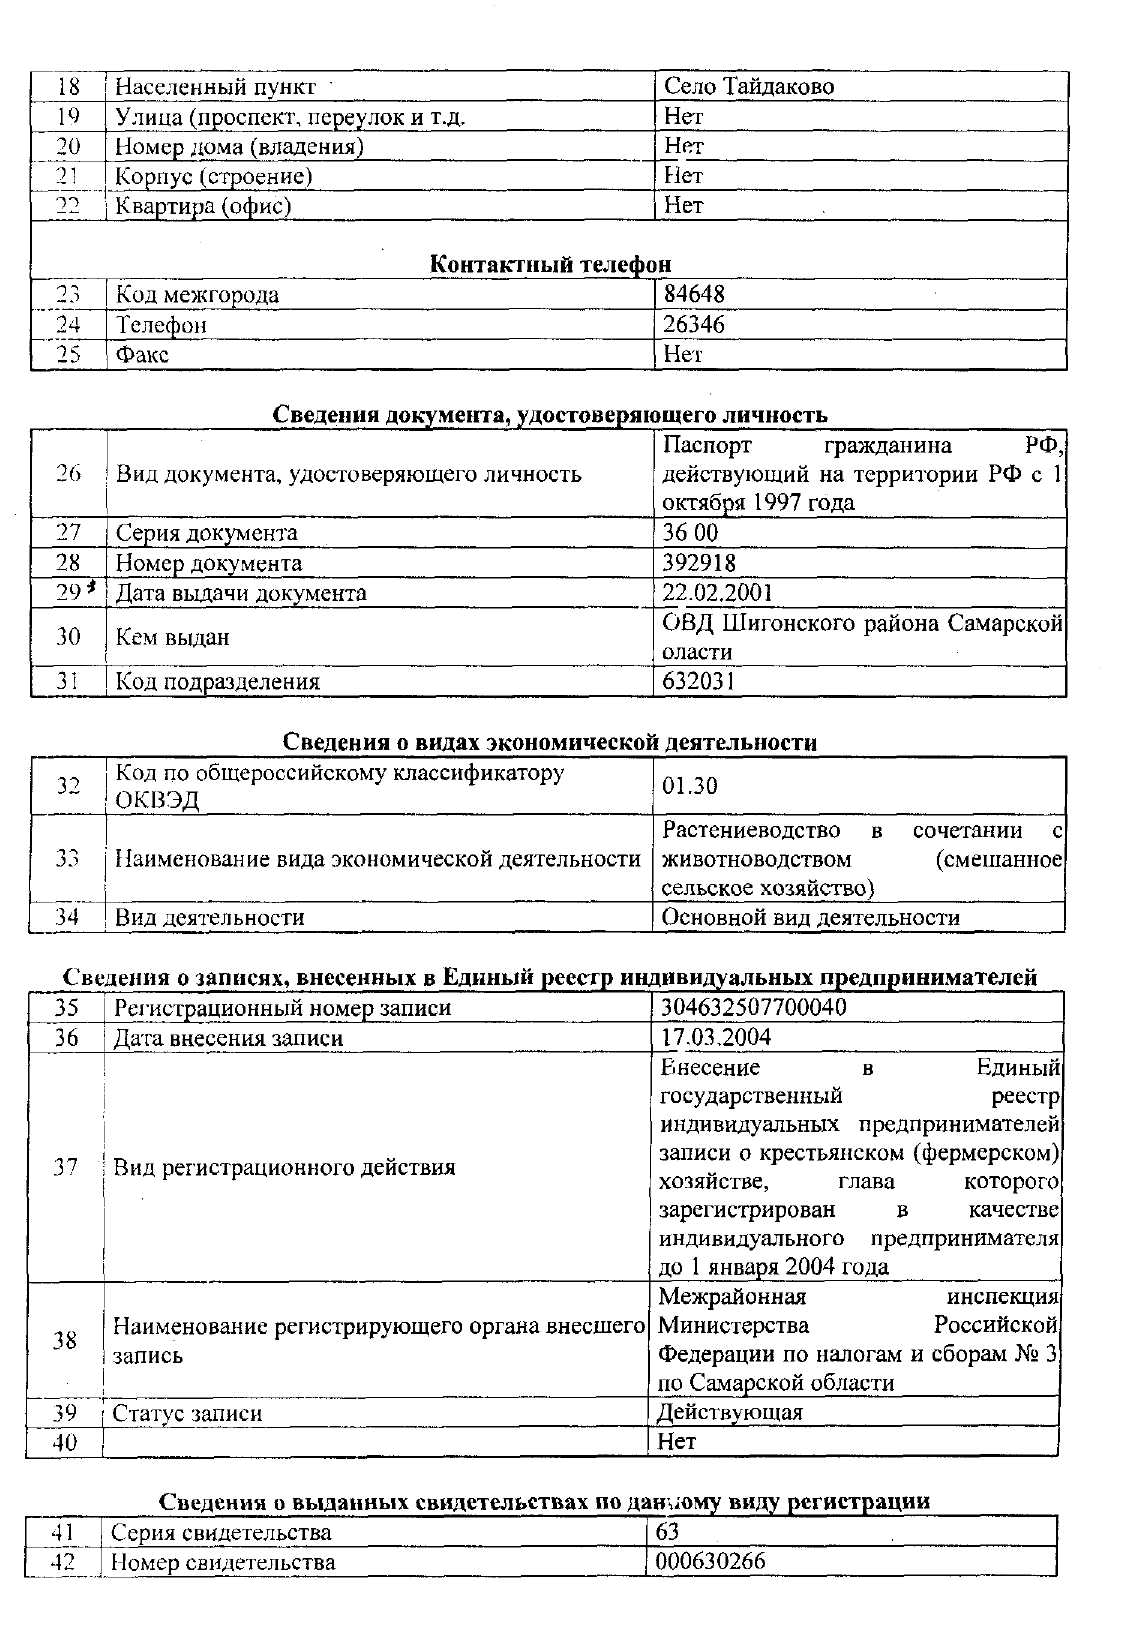 18 Населенный пункт Село Тайдаково
19 Улица (проспект, переулок и т.д. Нет
20 Номер дома (владения) Нет
21 Корпус (строение) Нет
22 Квартира (офис) Нет
Контактный телефон
23 Код межгорода 84648
24 Телефон 26346
25 Факс Нет
Сведения документа, удостоверяющего личность
Паспорт гражданина РФ,
26 Вид документа, удостоверяющего личность действующий на территории РФ с 1
октября 1997 года
27 Серия документа 36 00
28 Номер документа 392918
29 Дата выдачи документа 22.02.2001
30 Кем выдан ОВД Шигонского района Самарской
оласти
31 Код подразделения 632031
Сведения о видах экономической деятельности
32 Код по общероссийскому классификатору
ОКВЭД 01.30
Растениеводство в сочетании с
33 Наименование вида экономической деятельности животноводством (смешанное
сельское хозяйство)
34 Вид деятельности Основной вид деятельности
Сведения о записях, внесенных в Единый реестр индивидуальных предпринимателей
35 Регистрационный номер записи 304632507700040
36 Дата внесения записи 17.03.2004
Внесение в Единый
государственный реестр
индивидуальных предпринимателей
записи о крестьянском (фермерском)
37 Вид регистрационного действия
хозяйстве, глава которого
зарегистрирован в качестве
индивидуального предпринимателя
до 1 января 2004 года
Межрайонная инспекция
38 Наименование регистрирующего органа внесшего Министерства Российской
запись Федерации по налогам и сборам № 3
по Самарской области
39 Статус записи Действующая
40 Нет
Сведения о выданных свидетельствах по данному виду регистрации
41 Серия свидетельства 63
42 Номер свидетельства 000630266